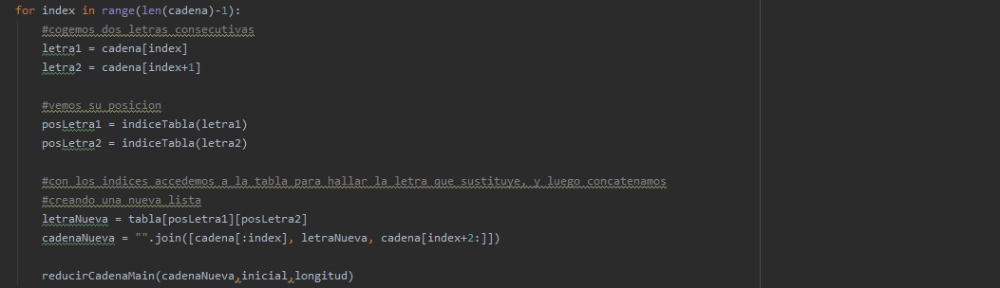 for index in range(len(cadena)-1):
#cogemos dos letras consecutivas
letra1 = cadena[index]
letra2 = cadena[index+1]
#vemos su posicion
posLetra1 = indiceTabla(letra1)
posLetra2 = indiceTabla(letra2)
#con los indices accedemos a la tabla para hallar la letra que sustituye, y luego concatenamos
#creando una nueva lista
letraNueva = tabla[posLetra1][posLetra2]
cadenaNueva = "".join([cadena[:index], letraNueva, cadena[index+2:]])
reducirCadenaMain(cadenaNueva,inicial,longitud)